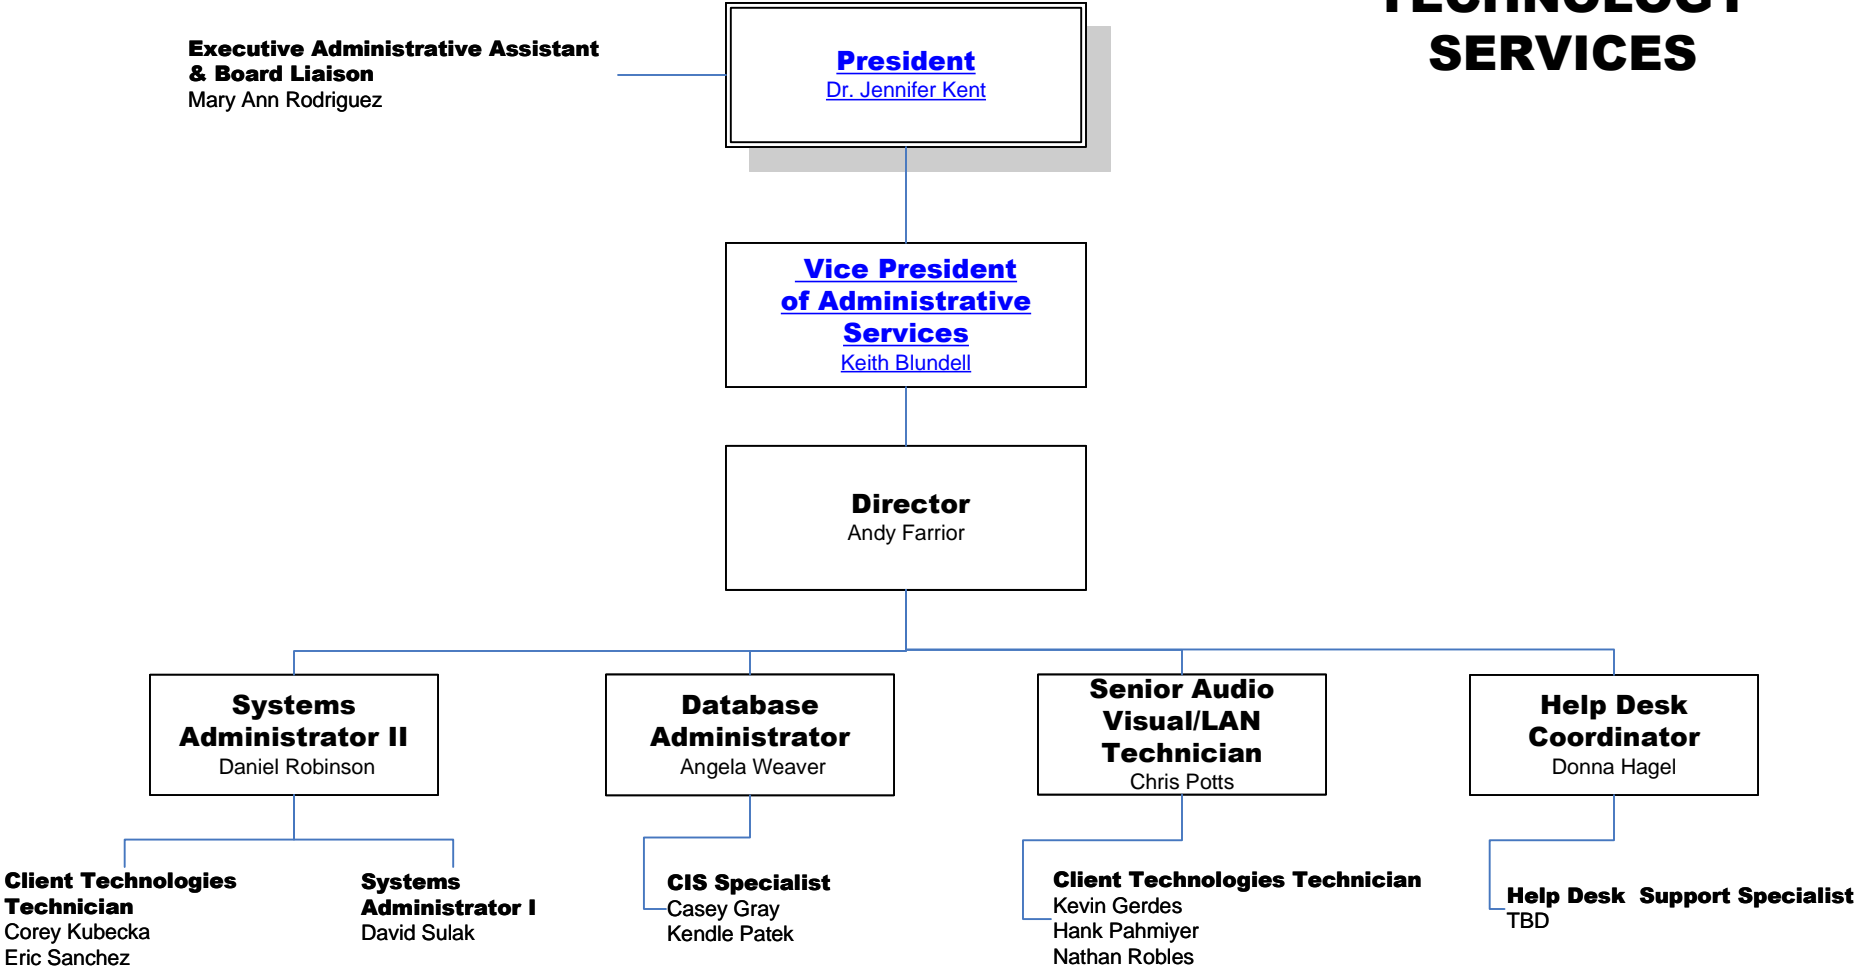 TECHNOLOGY
SERVICES
Executive Administrative Assistant
& Board Liaison
Mary Ann Rodriguez
President
Dr. Jennifer Kent
Vice President
of Administrative
Services
Keith Blundell
Director
Andy Farrior
Systems
Administrator II
Daniel Robinson
Database
Administrator
Angela Weaver
Senior Audio
Visual/LAN
Technician
Chris Potts
Help Desk
Coordinator
Donna Hagel
Client Technologies
Technician
Corey Kubecka
Eric Sanchez
Systems
Administrator I
David Sulak
CIS Specialist
Casey Gray
Kendle Patek
Client Technologies Technician
Kevin Gerdes
Hank Pahmiyer
Nathan Robles
Help Desk  Support Specialist
TBD